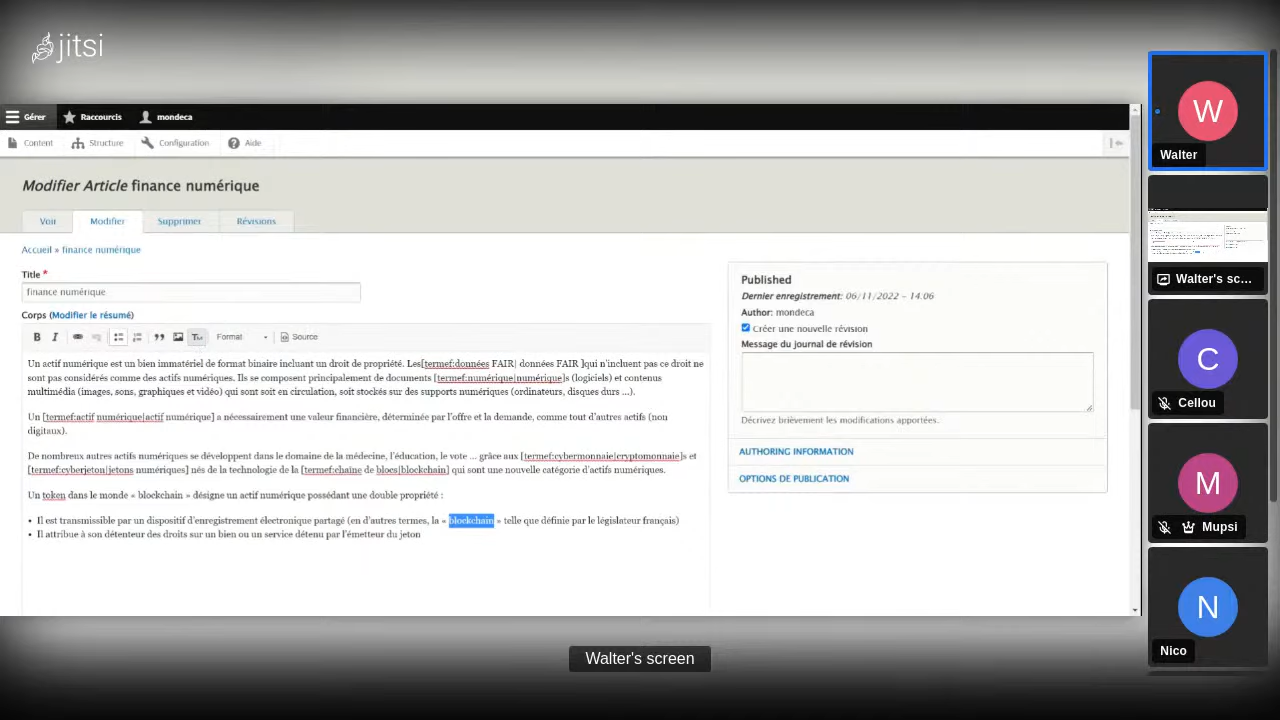 jitsi
Gérer Raccourcis mondeca
Content Structure Configuration Aide
Modifier Article finance numérique
Voir Modifier Supprimer Révisions
Accueil » finance numérique
Title *
finance numérique
Corps (Modifier le résumé)
B I Format Source
Un actif numérique est un bien immatériel de format binaire incluant un droit de propriété. Les[termef:données FAIR| données FAIR ]qui n'incluent pas ce droit ne
sont pas considérés comme des actifs numériques. Ils se composent principalement de documents [termef:numérique|numérique]s (logiciels) et contenus
multimédia (images, sons, graphiques et vidéo) qui sont soit en circulation, soit stockés sur des supports numériques (ordinateurs, disques durs ...).
Un [termef:actif numérique|actif numérique] a nécessairement une valeur financière, déterminée par l'offre et la demande, comme tout d'autres actifs (non
digitaux).
De nombreux autres actifs numériques se développent dans le domaine de la médecine, l'éducation, le vote ... grâce aux [termef:cybermonnaie|cryptomonnaie]s et
[termef:cyberjeton|jetons numériques] nés de la technologie de la [termef:chaîne de blocs|blockchain] qui sont une nouvelle catégorie d'actifs numériques.
Un token dans le monde « blockchain » désigne un actif numérique possédant une double propriété :
• Il est transmissible par un dispositif d'enregistrement électronique partagé (en d'autres termes, la « blockchain » telle que définie par le législateur français)
• Il attribue à son détenteur des droits sur un bien ou un service détenu par l'émetteur du jeton
Published
Dernier enregistrement: 06/11/2022 - 14:06
Author: mondeca
Créer une nouvelle révision
Message du journal de révision
Décrivez brièvement les modifications apportées.
AUTHORING INFORMATION
OPTIONS DE PUBLICATION
W
Walter
Walter's sc...
C
Cellou
M
Mupsi
N
Nico
Walter's screen